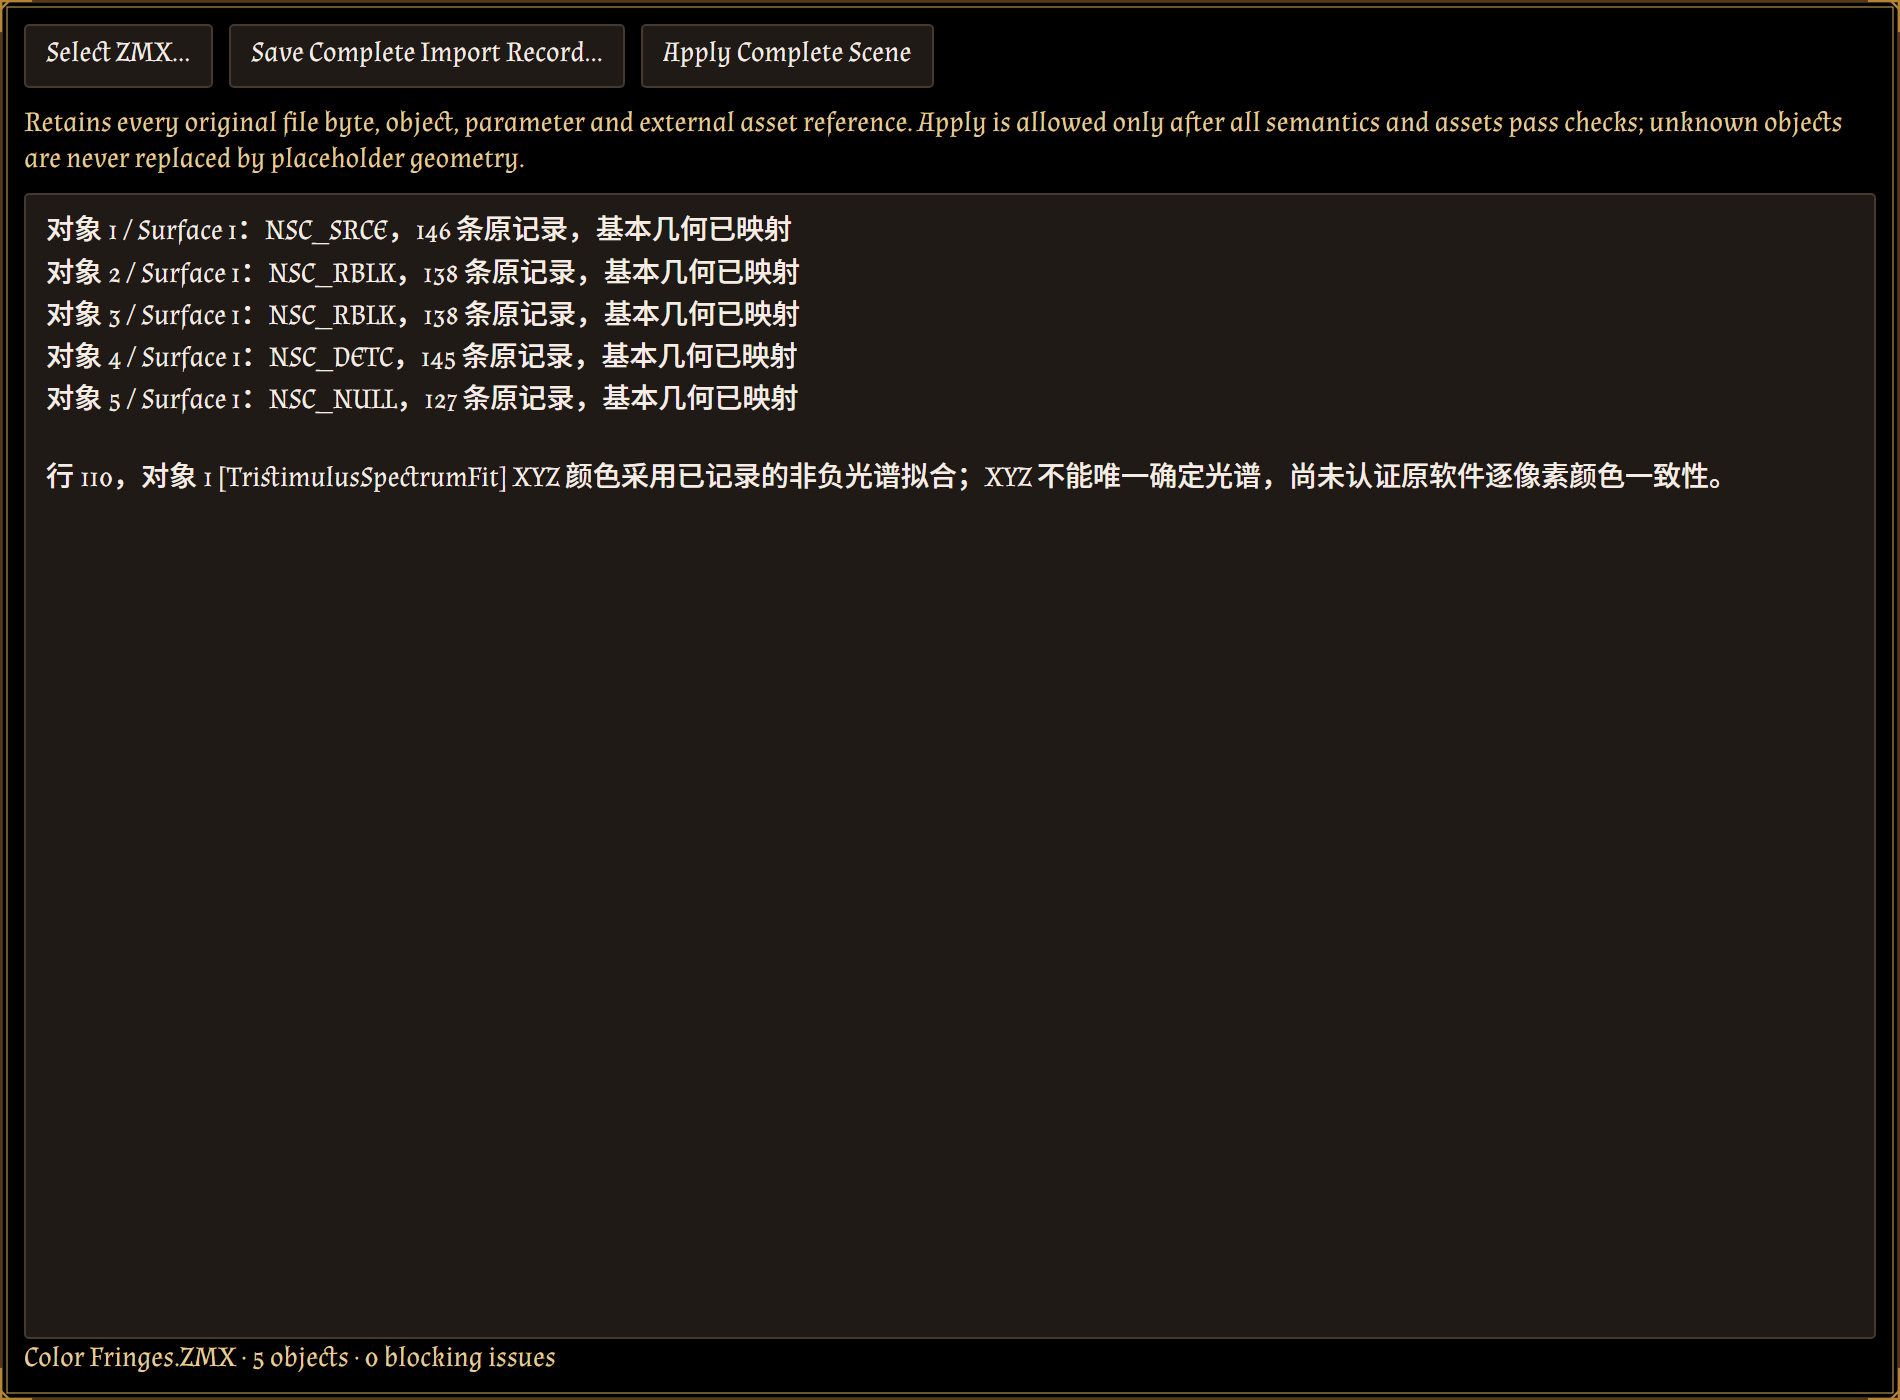 Select ZMX...
Save Complete Import Record...
Apply Complete Scene
Retains every original file byte, object, parameter and external asset reference. Apply is allowed only after all semantics and assets pass checks; unknown objects
are never replaced by placeholder geometry.
对象 1 / Surface 1：NSC_SRCE，146 条原记录，基本几何已映射
对象 2 / Surface 1：NSC_RBLK，138 条原记录，基本几何已映射
对象 3 / Surface 1：NSC_RBLK，138 条原记录，基本几何已映射
对象 4 / Surface 1：NSC_DETC，145 条原记录，基本几何已映射
对象 5 / Surface 1：NSC_NULL，127 条原记录，基本几何已映射
行 110，对象 1 [TristimulusSpectrumFit] XYZ 颜色采用已记录的非负光谱拟合；XYZ 不能唯一确定光谱，尚未认证原软件逐像素颜色一致性。
Color Fringes.ZMX · 5 objects · 0 blocking issues